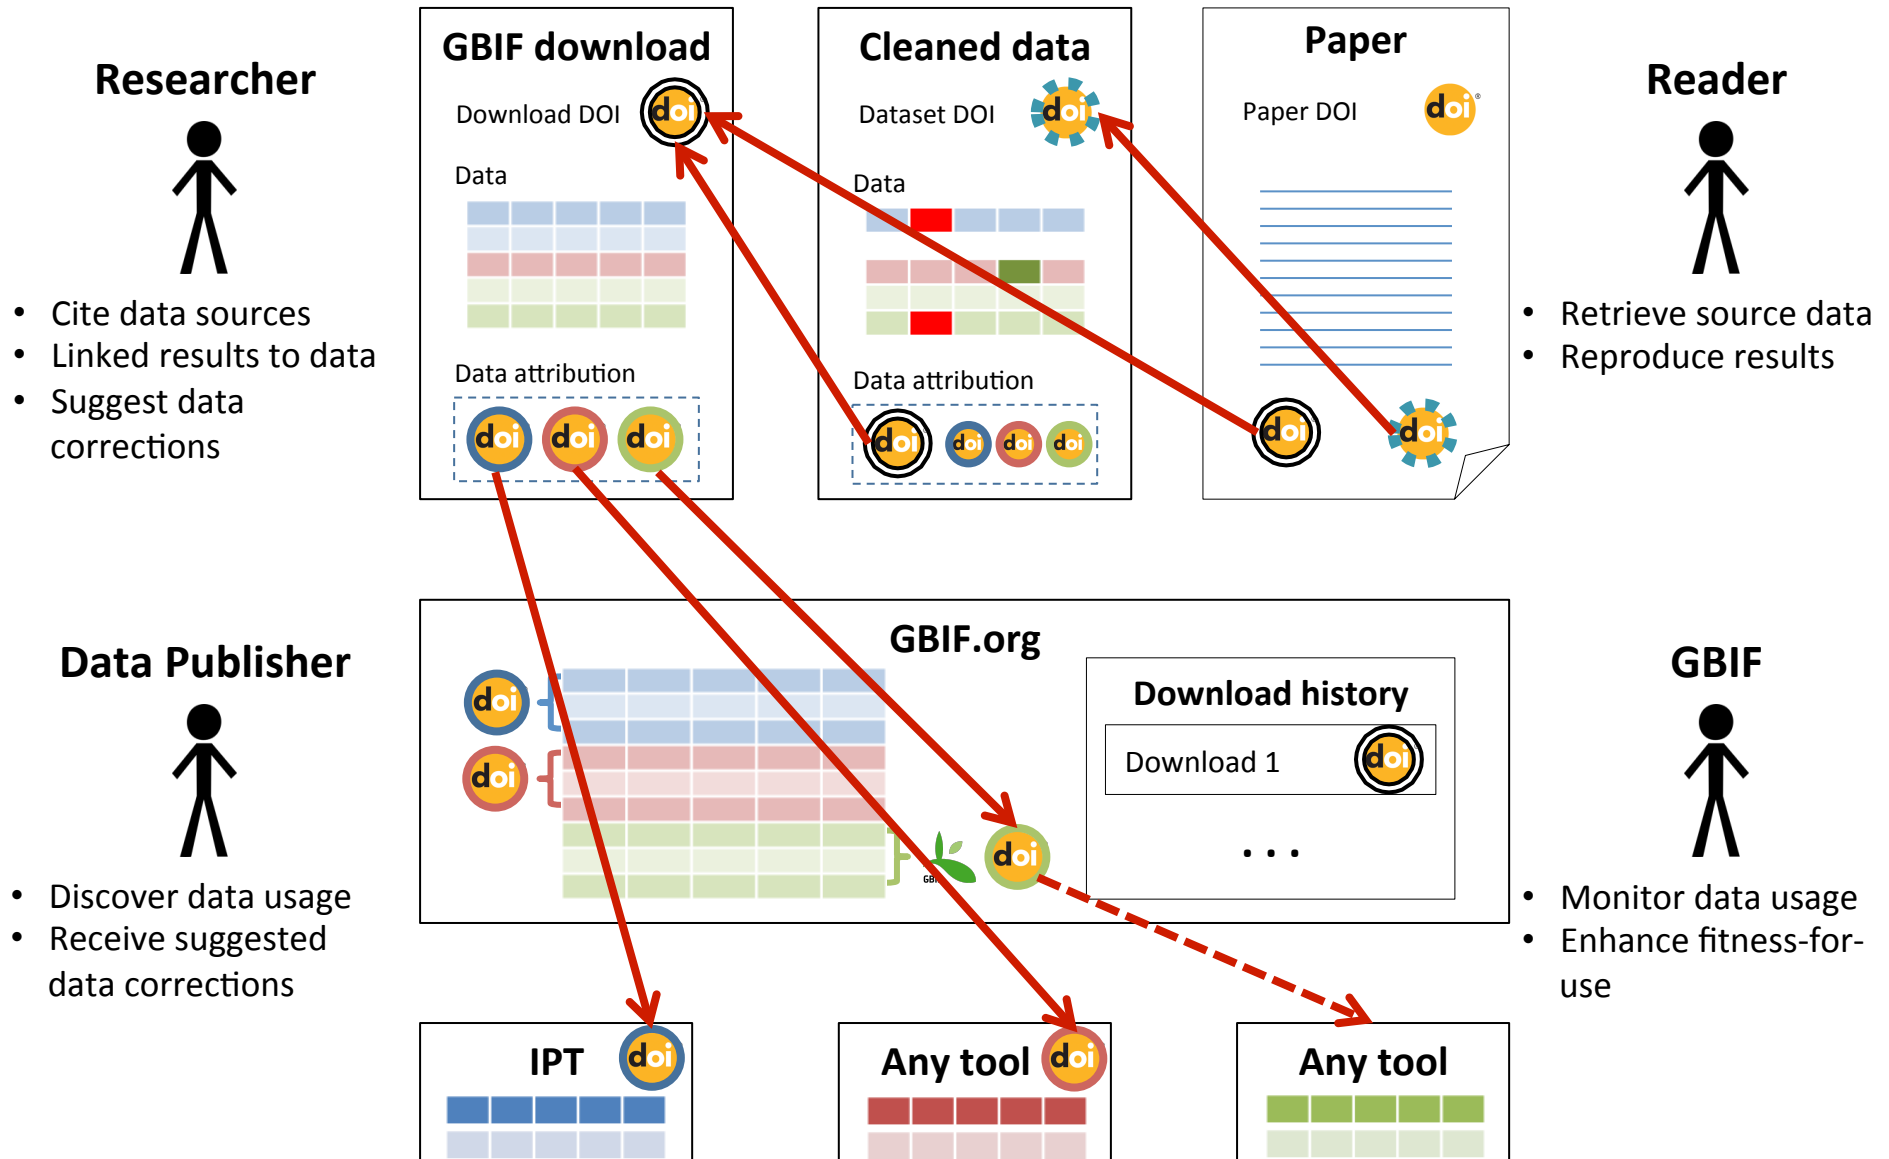 Researcher
• Cite data sources
• Linked results to data
• Suggest data
corrections
GBIF download
Download DOI doi
Data
Data attribution
doi doi doi
Cleaned data
Dataset DOI doi
Data
Data attribution
doi doi doi doi
Paper
Paper DOI doi®
doi doi
Reader
• Retrieve source data
• Reproduce results
Data Publisher
• Discover data usage
• Receive suggested
data corrections
GBIF.org
doi
doi
doi
Download history
Download 1 doi
. . .
GBIF
• Monitor data usage
• Enhance fitness-for-
use
IPT doi
Any tool doi
Any tool